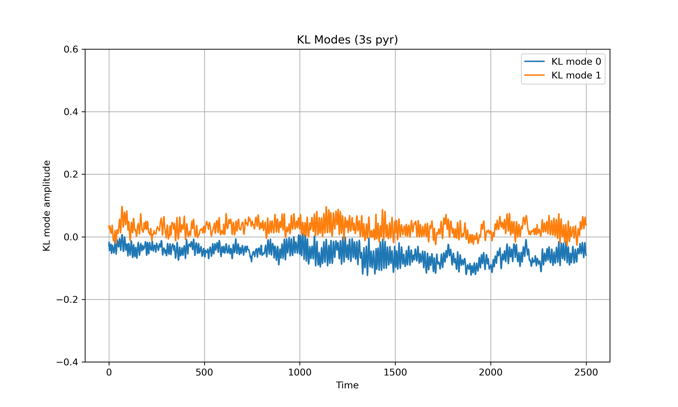 KL Modes (3s pyr)
KL mode 0
KL mode 1
KL mode amplitude
0.6
0.4
0.2
0.0
−0.2
−0.4
0 500 1000 1500 2000 2500
Time